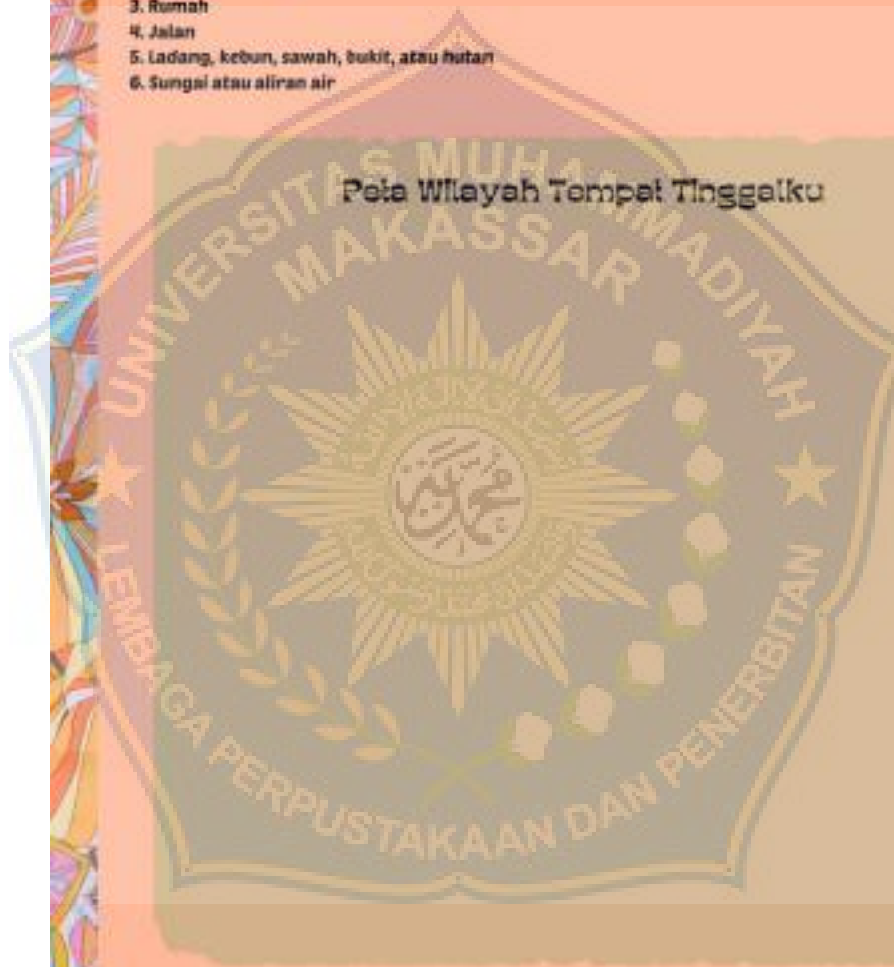 3. Rumah
4. Jalan
5. Ladang, kebun, sawah, bukit, atau hutan
6. Sungai atau aliran air
Peta Wilayah Tempat Tinggalku
UNIVERSITAS MUHAMMADIYAH
MAKASSAR
محمدية
LEMBAGA PERPUSTAKAAN DAN PENERBITAN